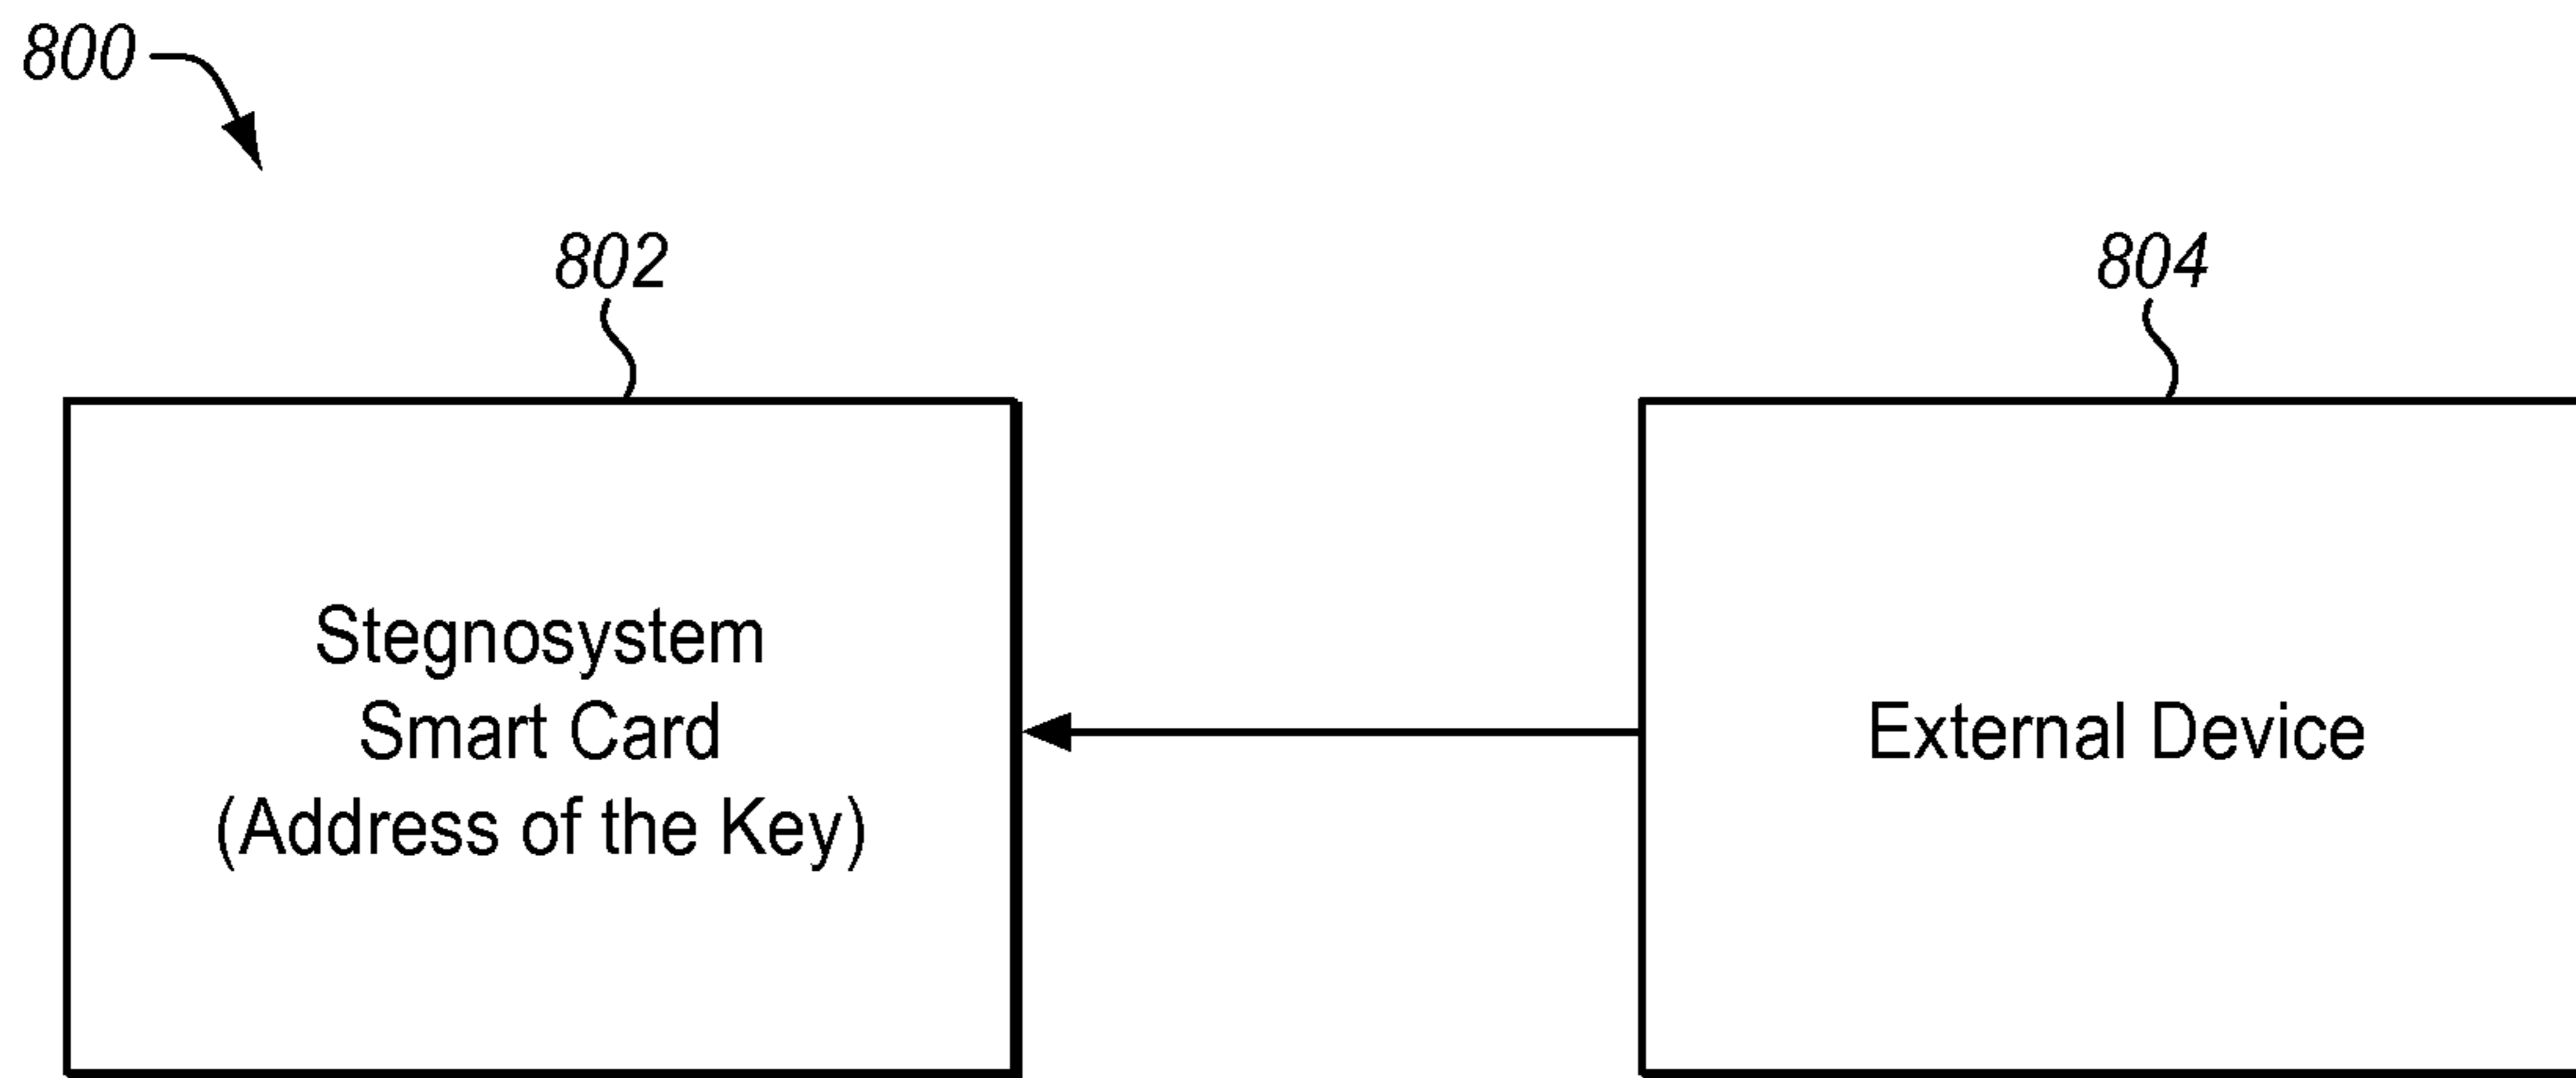 800
802
804
Stegnosystem
Smart Card
(Address of the Key)
External Device